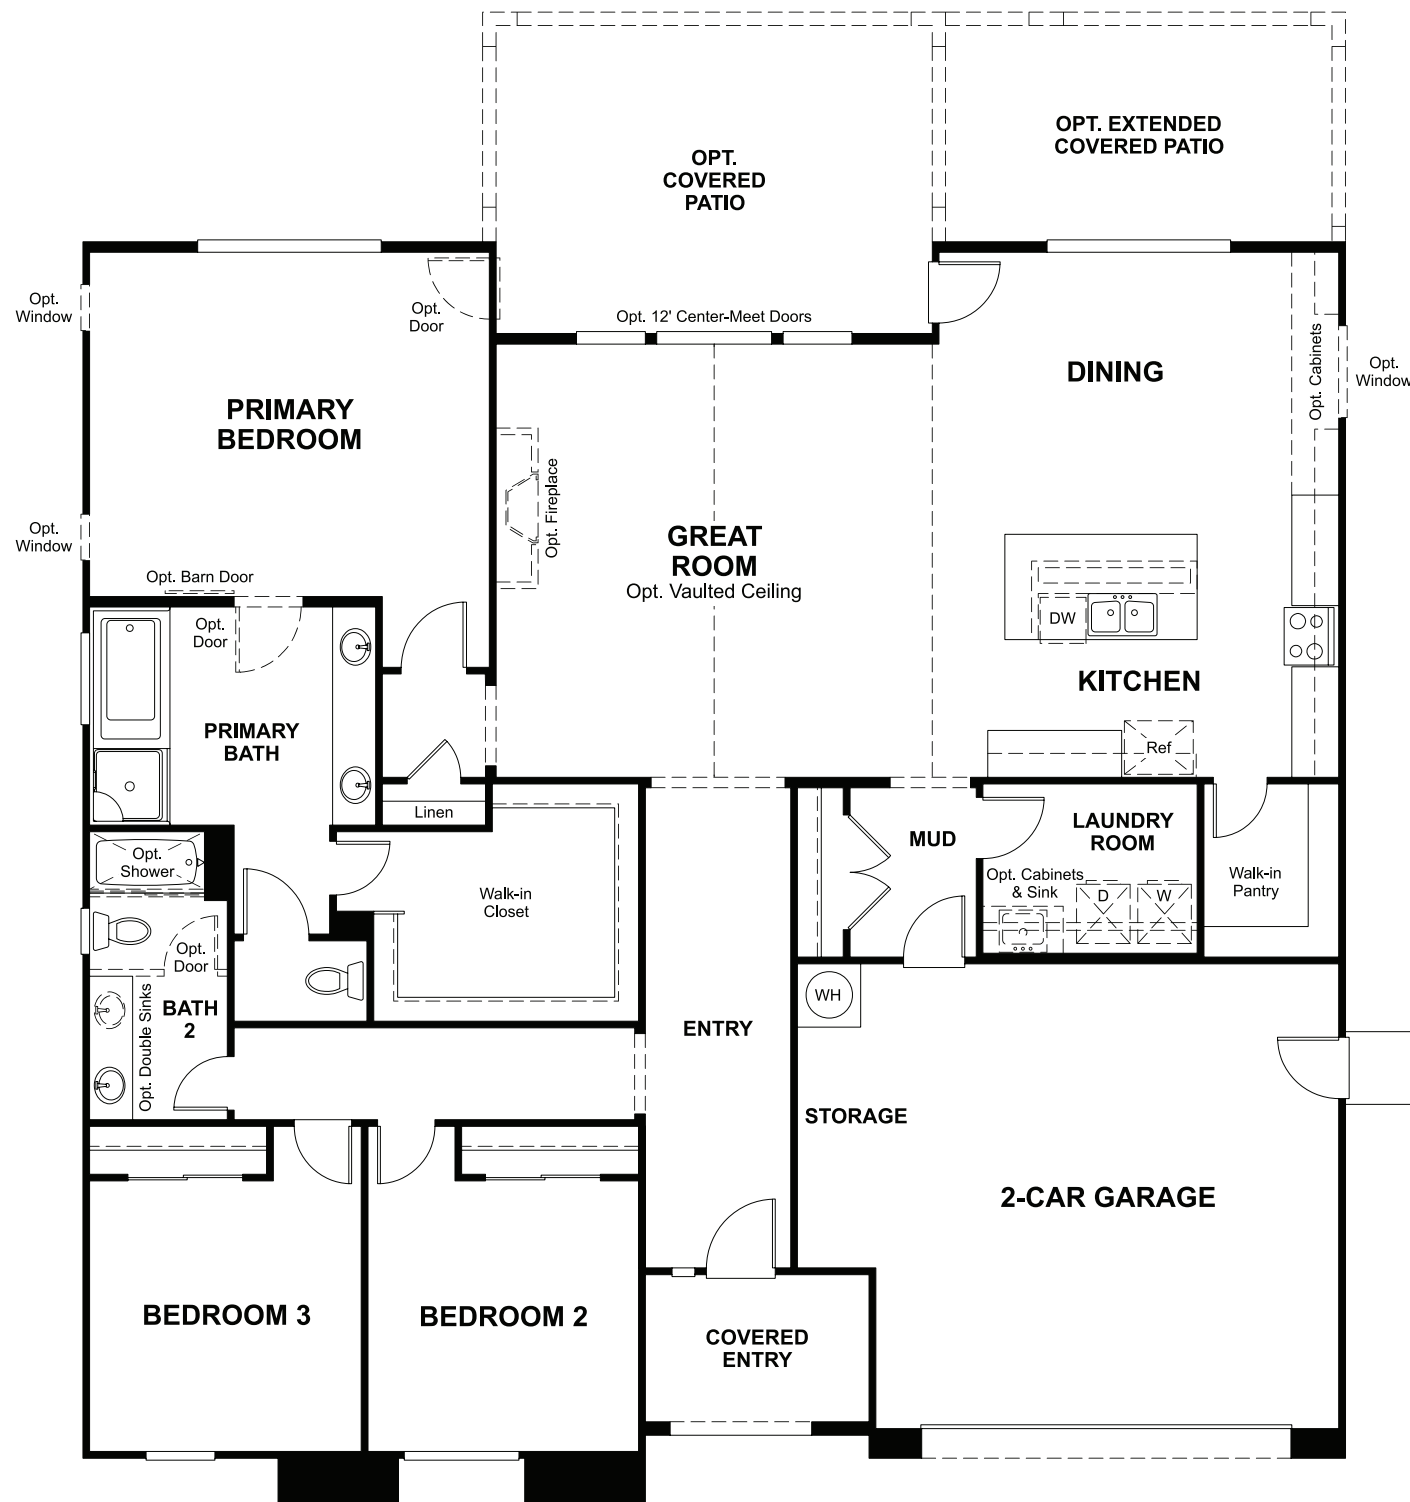 OPT. EXTENDED
COVERED PATIO
OPT.
COVERED
PATIO
Opt.
Window
Opt.
Door
Opt. 12' Center-Meet Doors
DINING
Opt. Cabinets
Opt.
Window
PRIMARY
BEDROOM
Opt. Fireplace
Opt.
Window
GREAT
ROOM
Opt. Vaulted Ceiling
Opt. Barn Door
Opt.
Door
DW
KITCHEN
PRIMARY
BATH
Ref
Linen
MUD
LAUNDRY
ROOM
Opt.
Shower
Walk-in
Closet
Opt. Cabinets
& Sink
D
W
Walk-in
Pantry
Opt.
Door
Opt. Double Sinks
BATH
2
WH
ENTRY
STORAGE
2-CAR GARAGE
BEDROOM 3
BEDROOM 2
COVERED
ENTRY